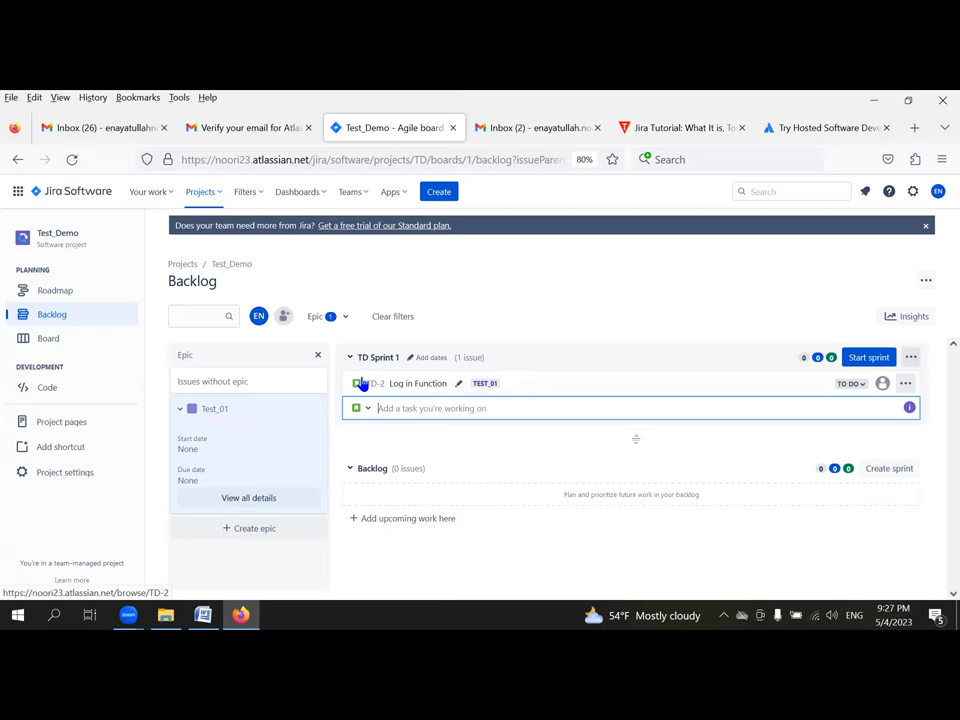 File Edit View History Bookmarks Tools Help
Inbox (26) - enayatullahn Verify your email for Atlas Test_Demo - Agile board Inbox (2) - enayatullah.no Jira Tutorial: What It is, To Try Hosted Software Deve
https://noori23.atlassian.net/jira/software/projects/TD/boards/1/backlog?issueParen 80% Search
Jira Software Your work Projects Filters Dashboards Teams Apps Create Search EN
Does your team need more from Jira? Get a free trial of our Standard plan.
Test_Demo
Software project
PLANNING
Roadmap
Backlog
Board
DEVELOPMENT
Code
Project pages
Add shortcut
Project settings
You're in a team-managed project
Learn more
Projects / Test_Demo
Backlog
EN Epic 1 Clear filters Insights
Epic
Issues without epic
Test_01
Start date
None
Due date
None
View all details
+ Create epic
TD Sprint 1 Add dates (1 issue) 0 0 0 Start sprint
TD-2 Log in Function TEST_01 TO DO
Add a task you're working on
Backlog (0 issues) 0 0 0 Create sprint
Plan and prioritize future work in your backlog
+ Add upcoming work here
https://noori23.atlassian.net/browse/TD-2
zoom 54°F Mostly cloudy ENG 9:27 PM
5/4/2023 5